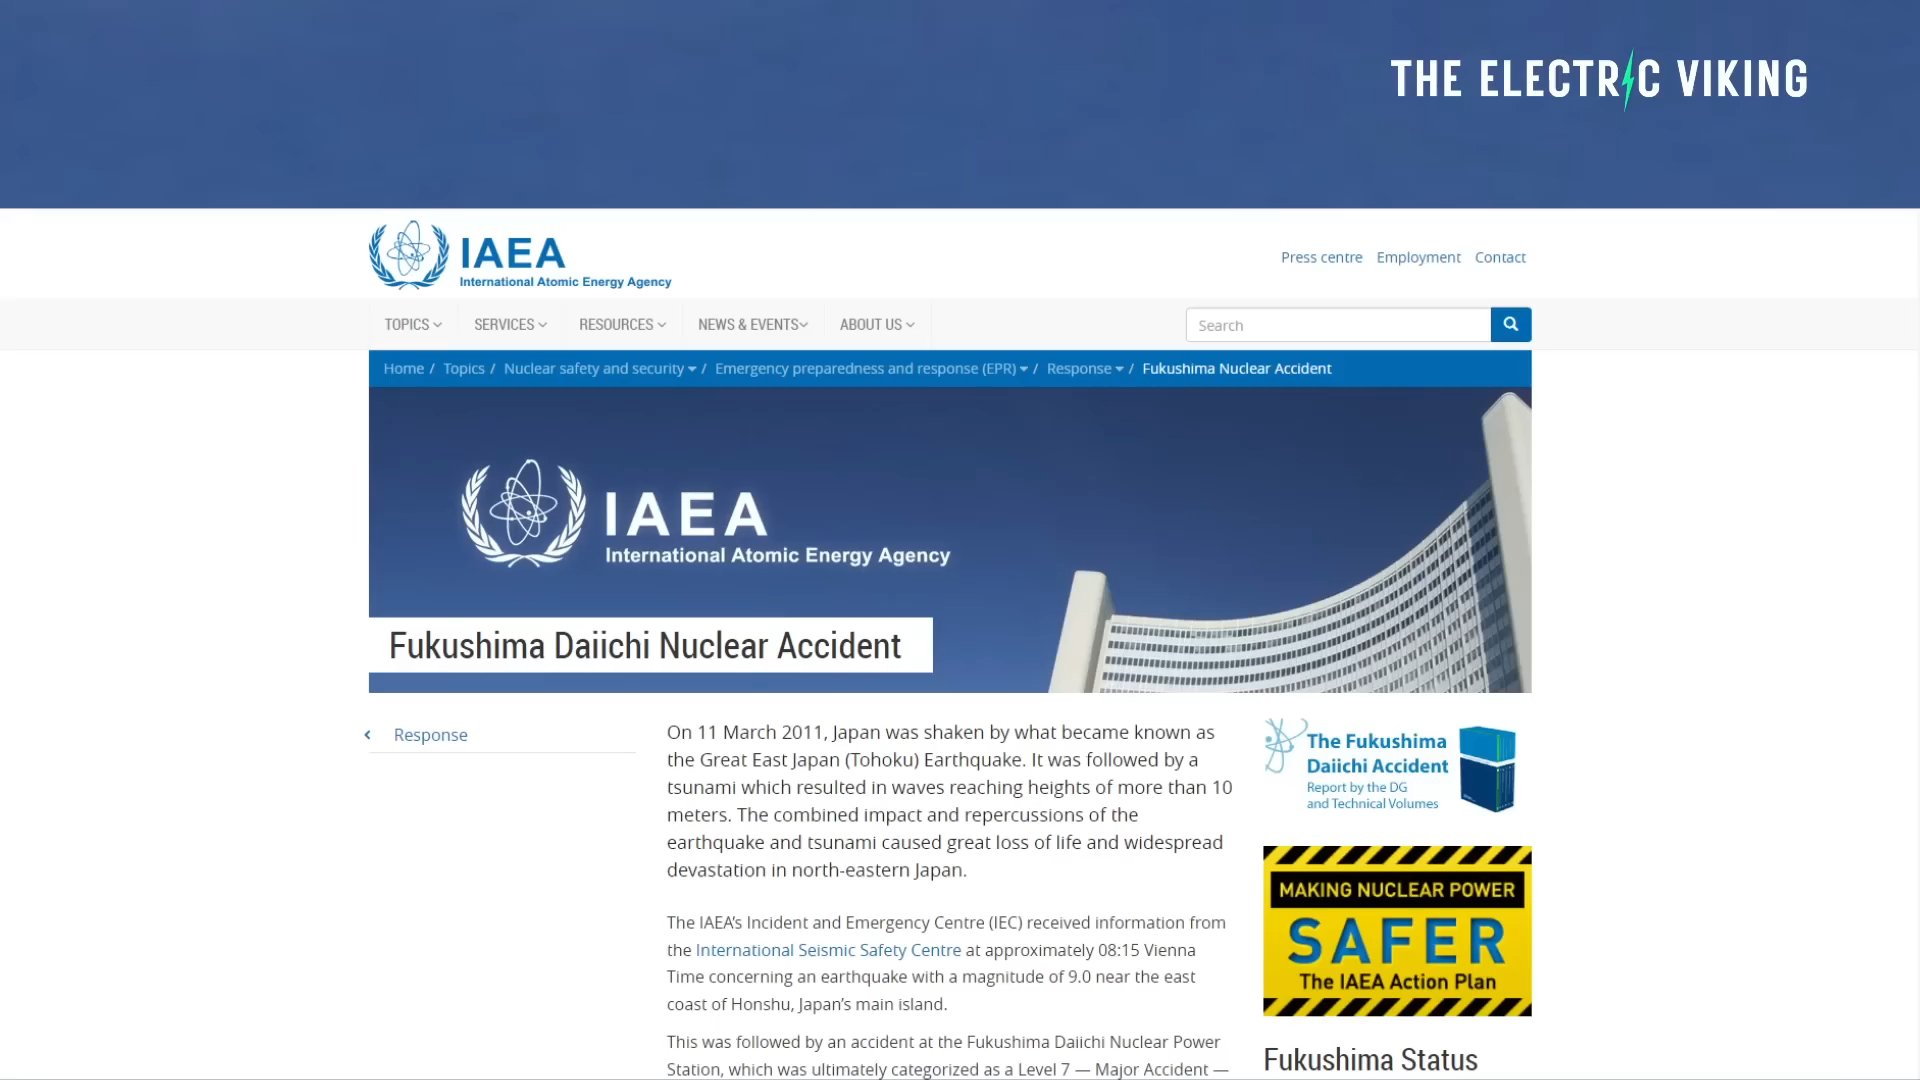 THE ELECTRIC VIKING
IAEA
International Atomic Energy Agency
Press centre Employment Contact
TOPICS SERVICES RESOURCES NEWS & EVENTS ABOUT US Search
Home / Topics / Nuclear safety and security / Emergency preparedness and response (EPR) / Response / Fukushima Nuclear Accident
IAEA
International Atomic Energy Agency
Fukushima Daiichi Nuclear Accident
Response
On 11 March 2011, Japan was shaken by what became known as
the Great East Japan (Tohoku) Earthquake. It was followed by a
tsunami which resulted in waves reaching heights of more than 10
meters. The combined impact and repercussions of the
earthquake and tsunami caused great loss of life and widespread
devastation in north-eastern Japan.
The IAEA's Incident and Emergency Centre (IEC) received information from
the International Seismic Safety Centre at approximately 08:15 Vienna
Time concerning an earthquake with a magnitude of 9.0 near the east
coast of Honshu, Japan's main island.
This was followed by an accident at the Fukushima Daiichi Nuclear Power
Station, which was ultimately categorized as a Level 7 — Major Accident —
The Fukushima
Daiichi Accident
Report by the DG
and Technical Volumes
MAKING NUCLEAR POWER
SAFER
The IAEA Action Plan
Fukushima Status